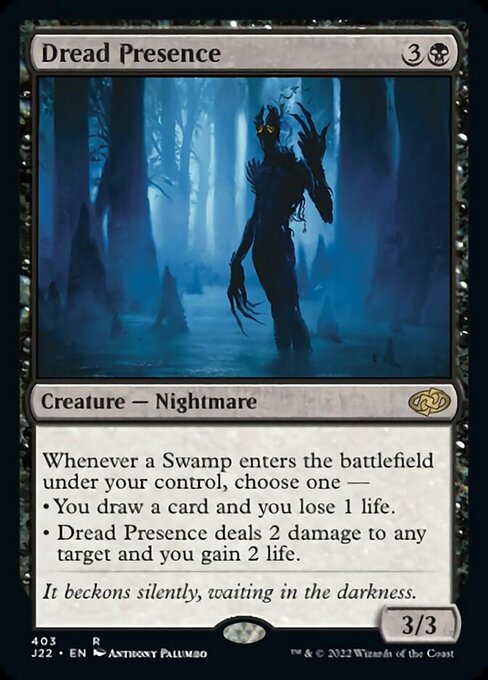 Dread Presence 3
Creature — Nightmare
Whenever a Swamp enters the battlefield
under your control, choose one —
• You draw a card and you lose 1 life.
• Dread Presence deals 2 damage to any
target and you gain 2 life.
It beckons silently, waiting in the darkness.
3/3
403 R
J22 • EN Anthony Palumbo ™ & © 2022 Wizards of the Coast